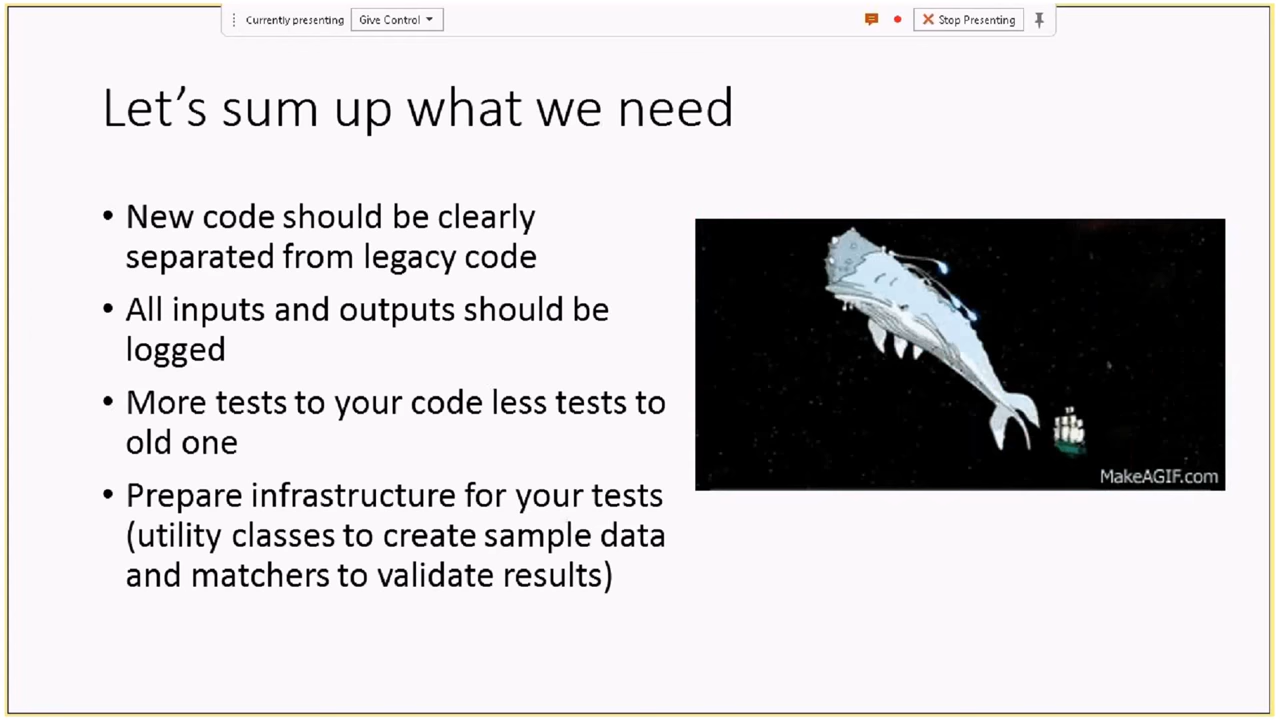 Currently presenting Give Control Stop Presenting
Let's sum up what we need
• New code should be clearly
separated from legacy code
• All inputs and outputs should be
logged
• More tests to your code less tests to
old one
• Prepare infrastructure for your tests
(utility classes to create sample data
and matchers to validate results)
MakeAGIF.com